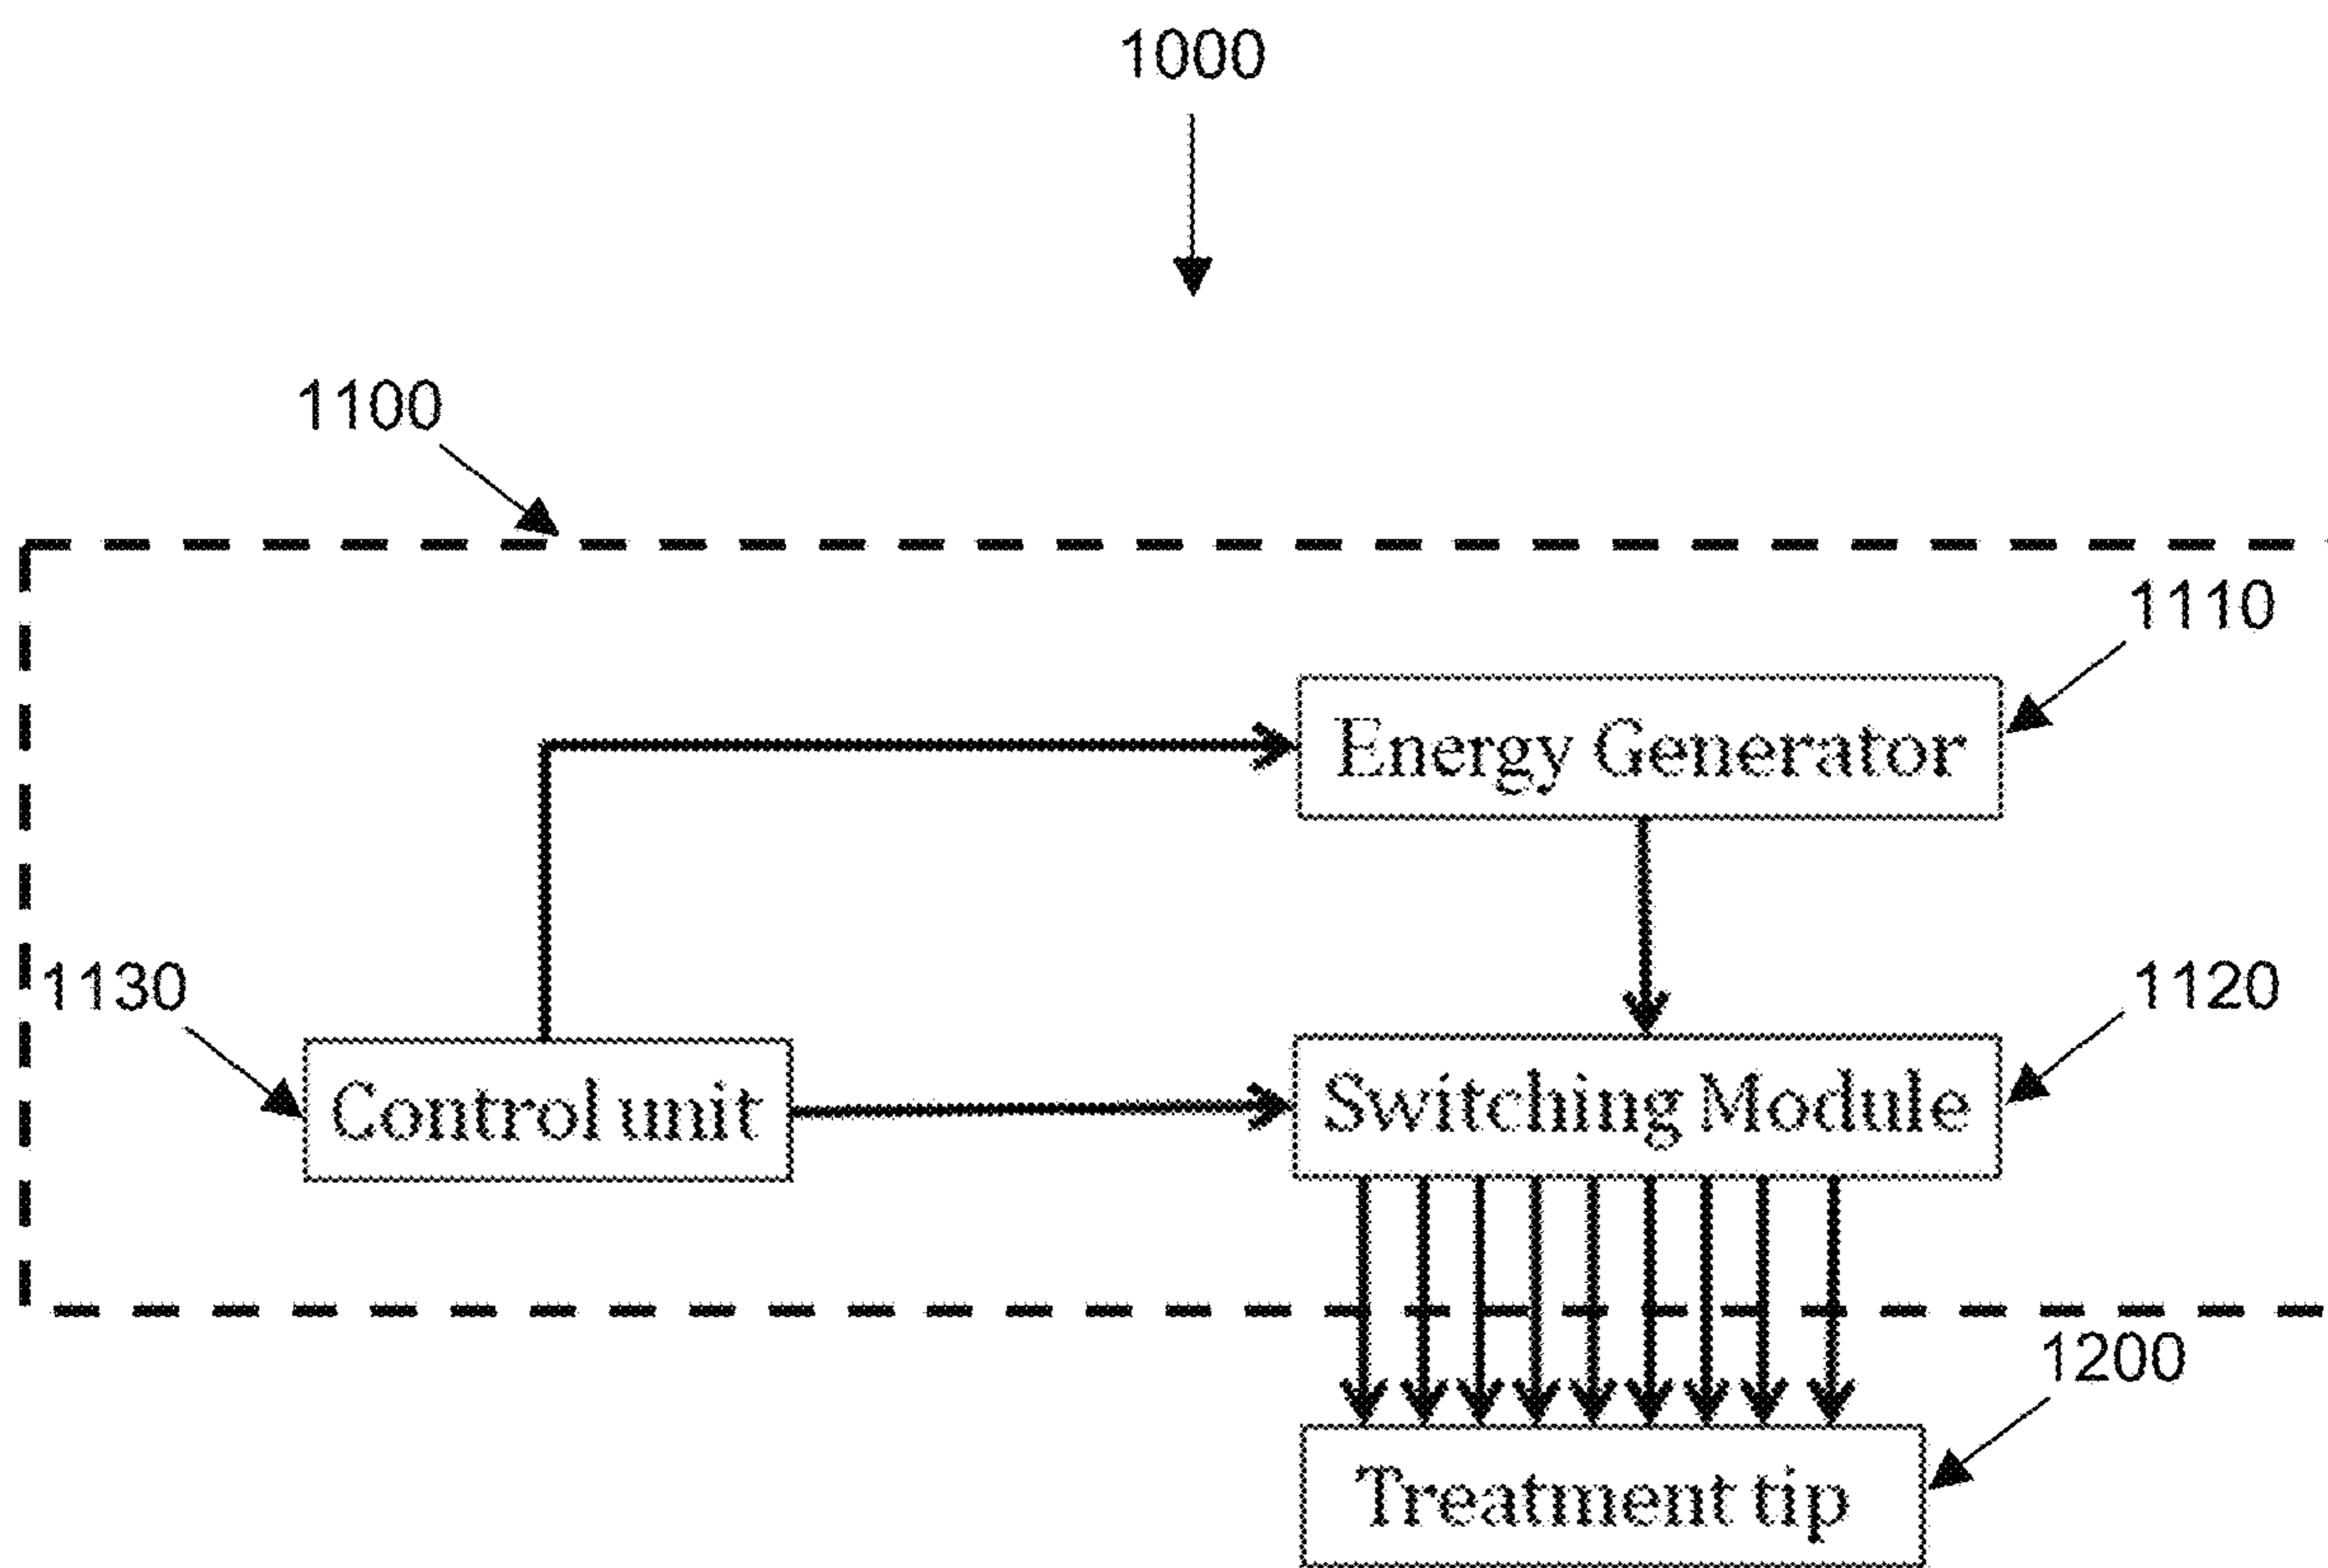 1000
1100
1110
Energy Generator
1130
1120
Control unit
Switching Module
1200
Treatment tip